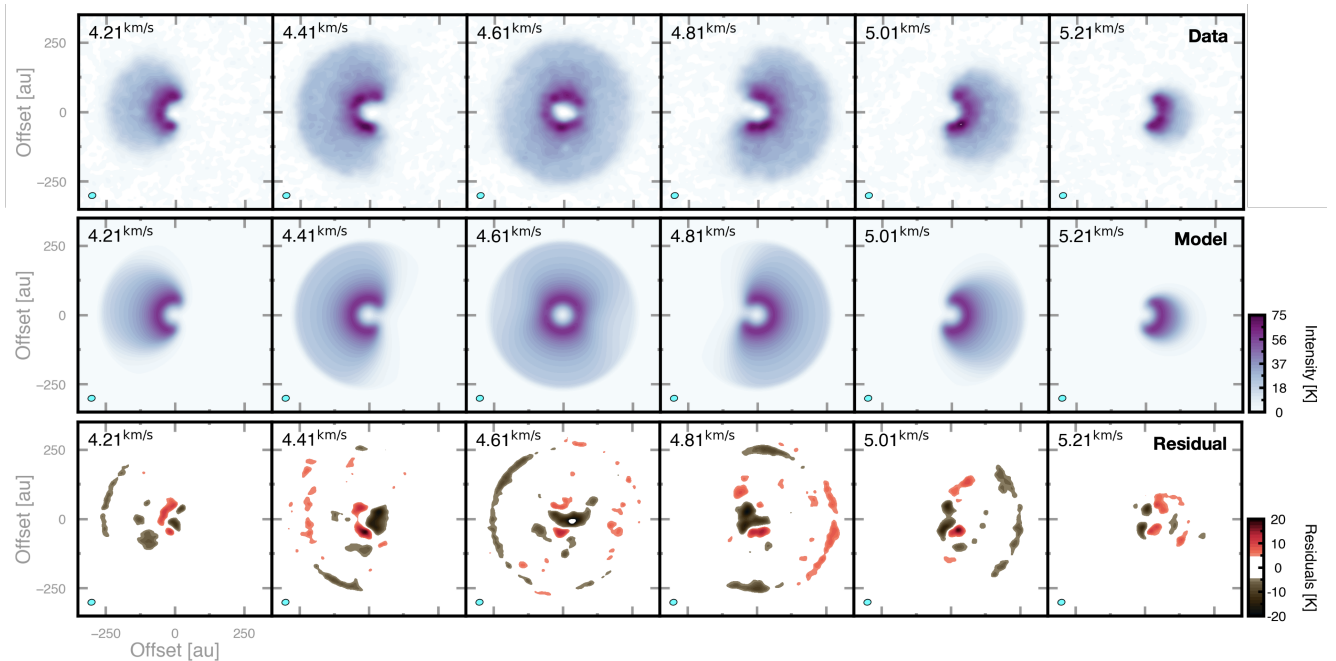 4.21km/s 4.41km/s 4.61km/s 4.81km/s 5.01km/s 5.21km/s Data
250
0
−250
Offset [au]
4.21km/s 4.41km/s 4.61km/s 4.81km/s 5.01km/s 5.21km/s Model
250
0
−250
Offset [au]
75
56
37
18
0
Intensity [K]
4.21km/s 4.41km/s 4.61km/s 4.81km/s 5.01km/s 5.21km/s Residual
250
0
−250
Offset [au]
20
10
0
-10
-20
Residuals [K]
−250 0 250
Offset [au]